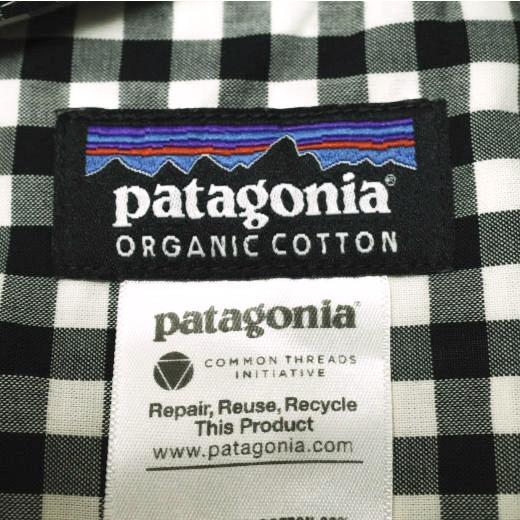 patagonia®
ORGANIC COTTON
patagonia®
COMMON THREADS
INITIATIVE
Repair, Reuse, Recycle
This Product
www.patagonia.com